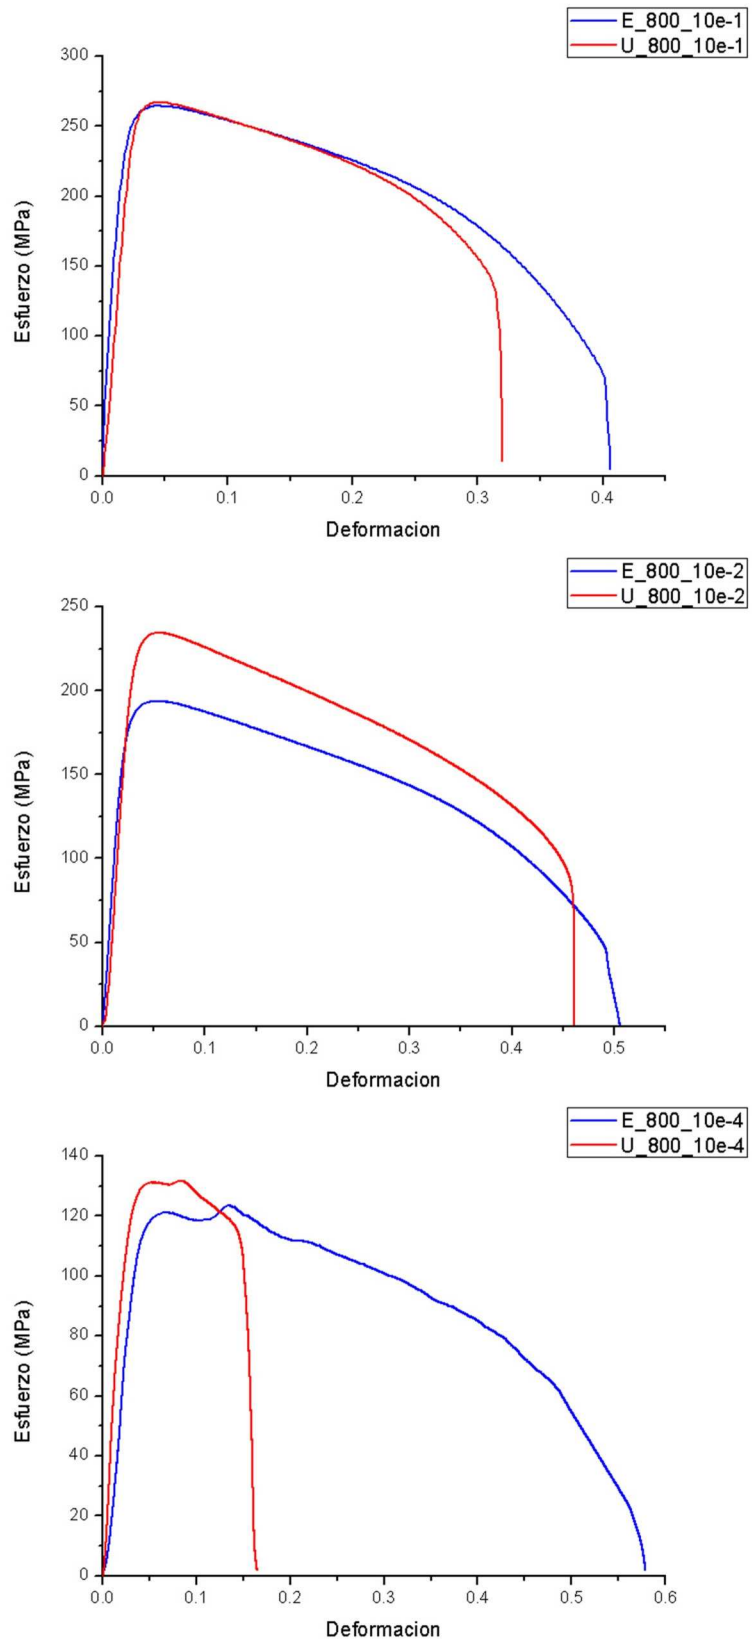 E_800_10e-1
U_800_10e-1
300
250
200
150
100
50
0
Esfuerzo (MPa)
0.0 0.1 0.2 0.3 0.4
Deformacion
E_800_10e-2
U_800_10e-2
250
200
150
100
50
0
Esfuerzo (MPa)
0.0 0.1 0.2 0.3 0.4 0.5
Deformacion
E_800_10e-4
U_800_10e-4
140
120
100
80
60
40
20
0
Esfuerzo (MPa)
0.0 0.1 0.2 0.3 0.4 0.5 0.6
Deformacion